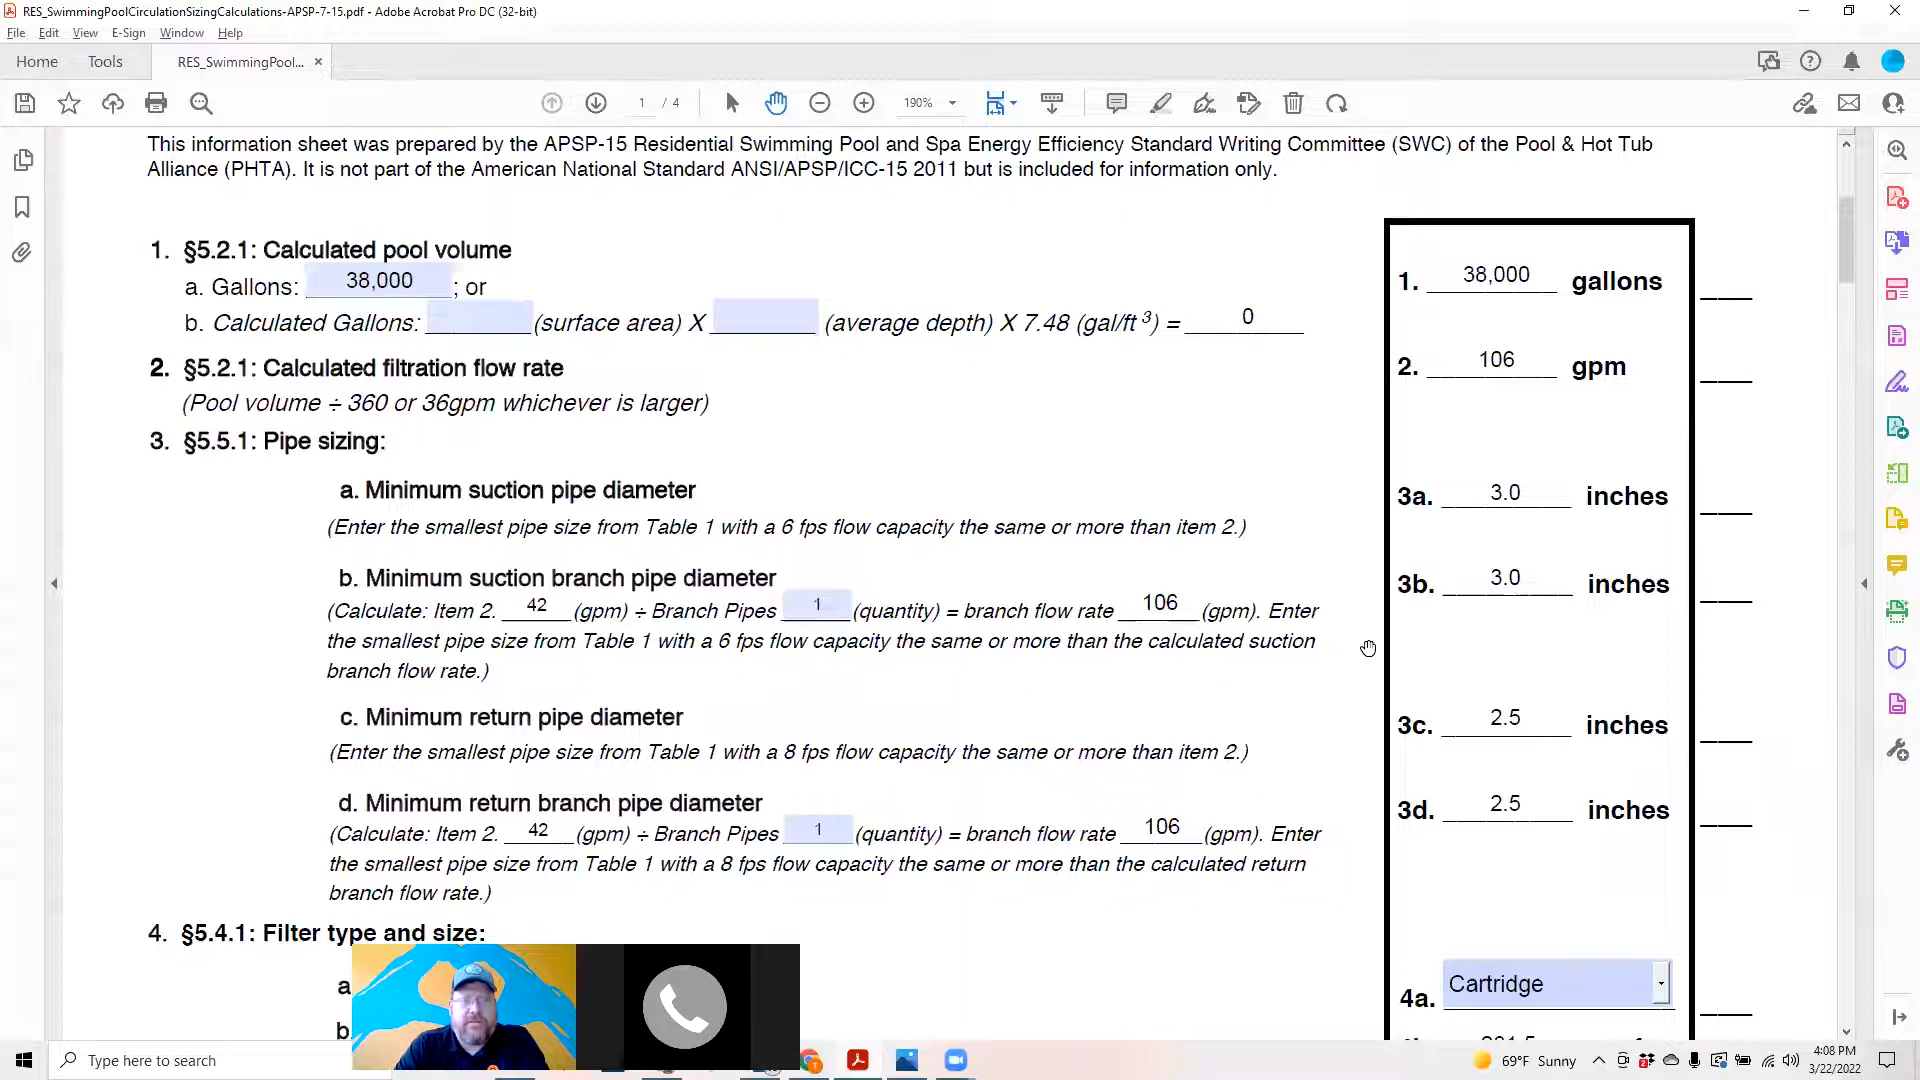 RES_SwimmingPoolCirculationSizingCalculations-APSP-7-15.pdf - Adobe Acrobat Pro DC (32-bit)
File Edit View E-Sign Window Help
Home Tools RES_SwimmingPool... ×
1 / 4 190%
This information sheet was prepared by the APSP-15 Residential Swimming Pool and Spa Energy Efficiency Standard Writing Committee (SWC) of the Pool & Hot Tub
Alliance (PHTA). It is not part of the American National Standard ANSI/APSP/ICC-15 2011 but is included for information only.
1. §5.2.1: Calculated pool volume
a. Gallons: 38,000 ; or
1. 38,000 gallons ____
b. Calculated Gallons: ____ (surface area) X ____ (average depth) X 7.48 (gal/ft 3) = 0
2. §5.2.1: Calculated filtration flow rate
2. 106 gpm ____
(Pool volume ÷ 360 or 36gpm whichever is larger)
3. §5.5.1: Pipe sizing:
a. Minimum suction pipe diameter
3a. 3.0 inches ____
(Enter the smallest pipe size from Table 1 with a 6 fps flow capacity the same or more than item 2.)
b. Minimum suction branch pipe diameter
3b. 3.0 inches ____
(Calculate: Item 2. 42 (gpm) ÷ Branch Pipes 1 (quantity) = branch flow rate 106 (gpm). Enter
the smallest pipe size from Table 1 with a 6 fps flow capacity the same or more than the calculated suction
branch flow rate.)
c. Minimum return pipe diameter
3c. 2.5 inches ____
(Enter the smallest pipe size from Table 1 with a 8 fps flow capacity the same or more than item 2.)
d. Minimum return branch pipe diameter
3d. 2.5 inches ____
(Calculate: Item 2. 42 (gpm) ÷ Branch Pipes 1 (quantity) = branch flow rate 106 (gpm). Enter
the smallest pipe size from Table 1 with a 8 fps flow capacity the same or more than the calculated return
branch flow rate.)
4. §5.4.1: Filter type and size:
a
4a. Cartridge ____
b
Type here to search
69°F Sunny
4:08 PM
3/22/2022